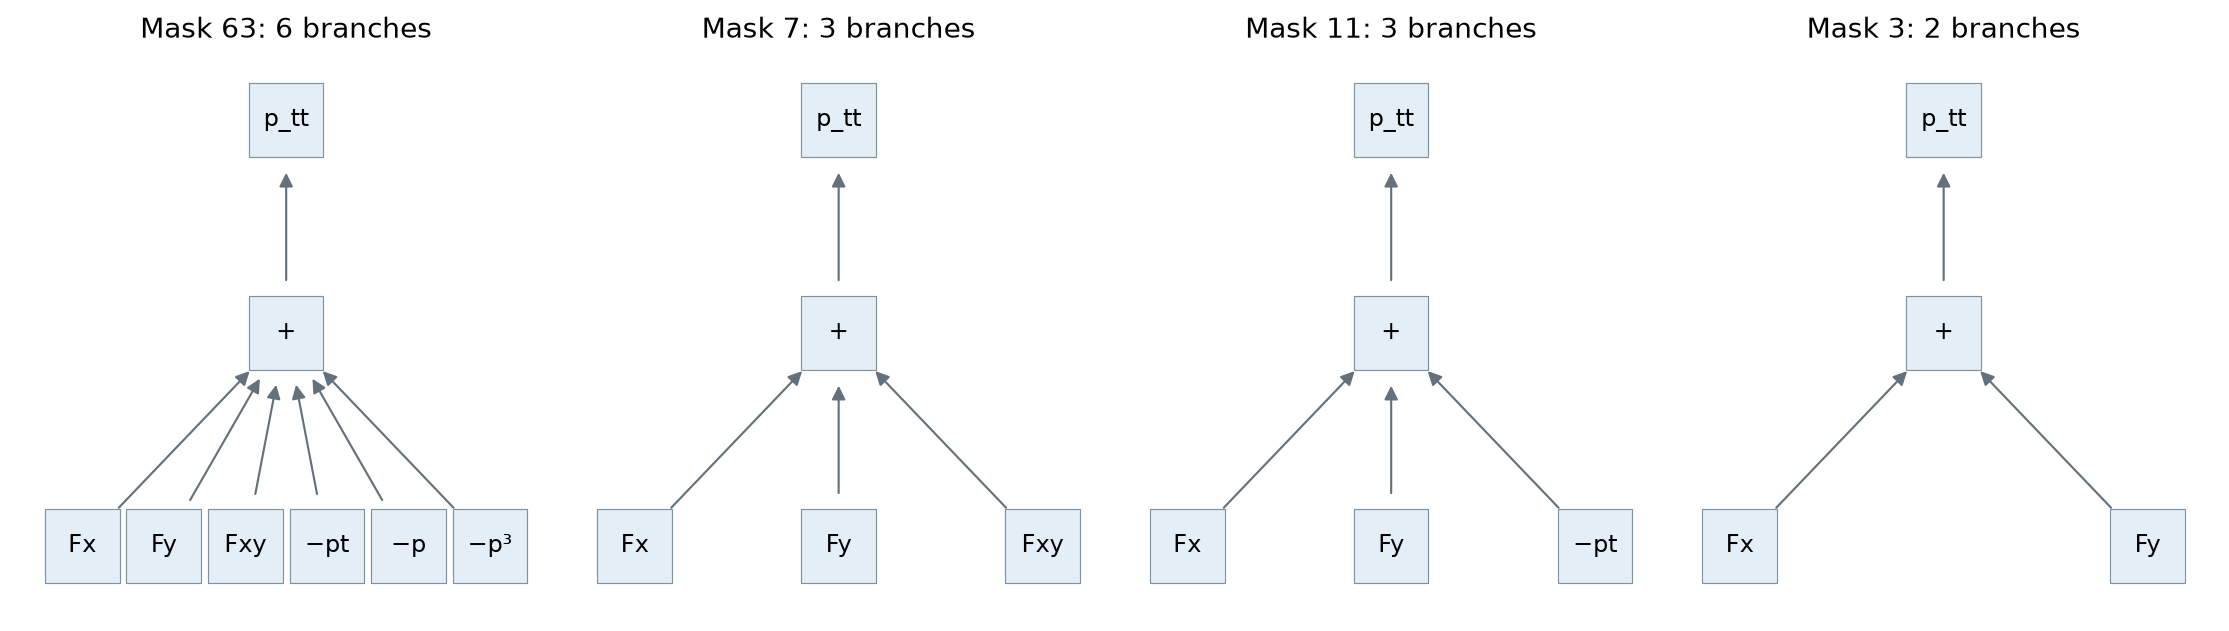 Mask 63: 6 branches
Mask 7: 3 branches
Mask 11: 3 branches
Mask 3: 2 branches
p_tt
p_tt
p_tt
p_tt
+
+
+
+
Fx
Fy
Fxy
−pt
−p
−p³
Fx
Fy
Fxy
Fx
Fy
−pt
Fx
Fy